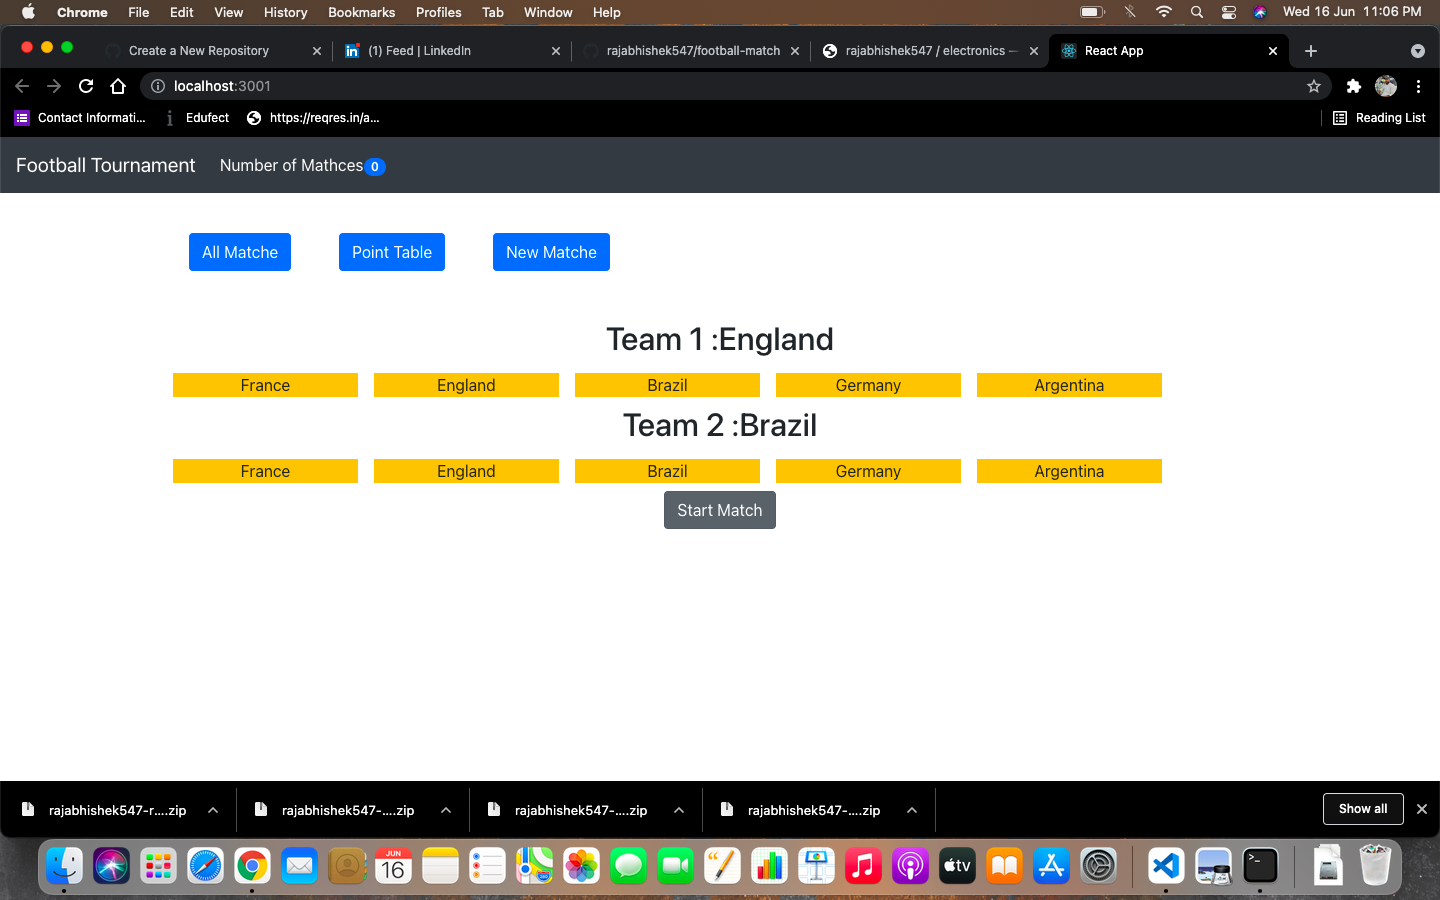 Chrome File Edit View History Bookmarks Profiles Tab Window Help Wed 16 Jun 11:06 PM
Create a New Repository (1) Feed | LinkedIn rajabhishek547/football-match rajabhishek547 / electronics — React App
localhost:3001
Contact Informati... Edufect https://reqres.in/a... Reading List
Football Tournament Number of Mathces 0
All Matche Point Table New Matche
Team 1 :England
France England Brazil Germany Argentina
Team 2 :Brazil
France England Brazil Germany Argentina
Start Match
rajabhishek547-r....zip rajabhishek547-....zip rajabhishek547-....zip rajabhishek547-....zip Show all
JUN
16
tv